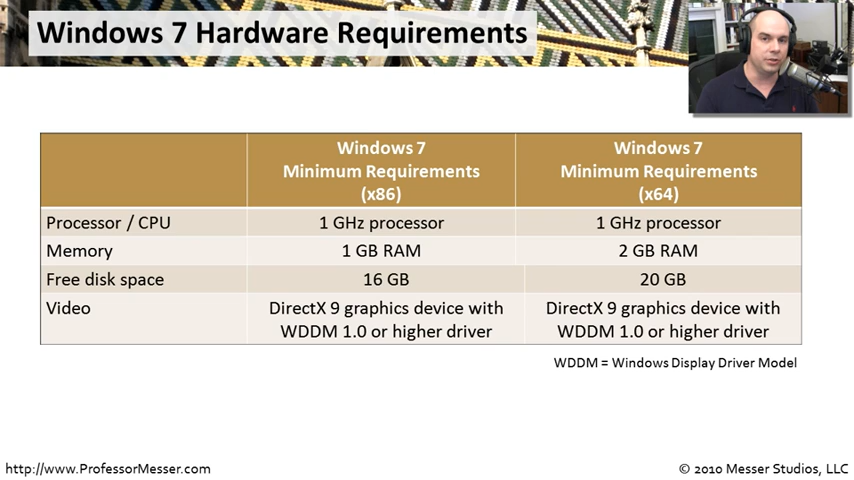 Windows 7 Hardware Requirements
Windows 7
Minimum Requirements
(x86)
Windows 7
Minimum Requirements
(x64)
Processor / CPU 1 GHz processor 1 GHz processor
Memory 1 GB RAM 2 GB RAM
Free disk space 16 GB 20 GB
Video DirectX 9 graphics device with WDDM 1.0 or higher driver DirectX 9 graphics device with WDDM 1.0 or higher driver
WDDM = Windows Display Driver Model
http://www.ProfessorMesser.com
© 2010 Messer Studios, LLC